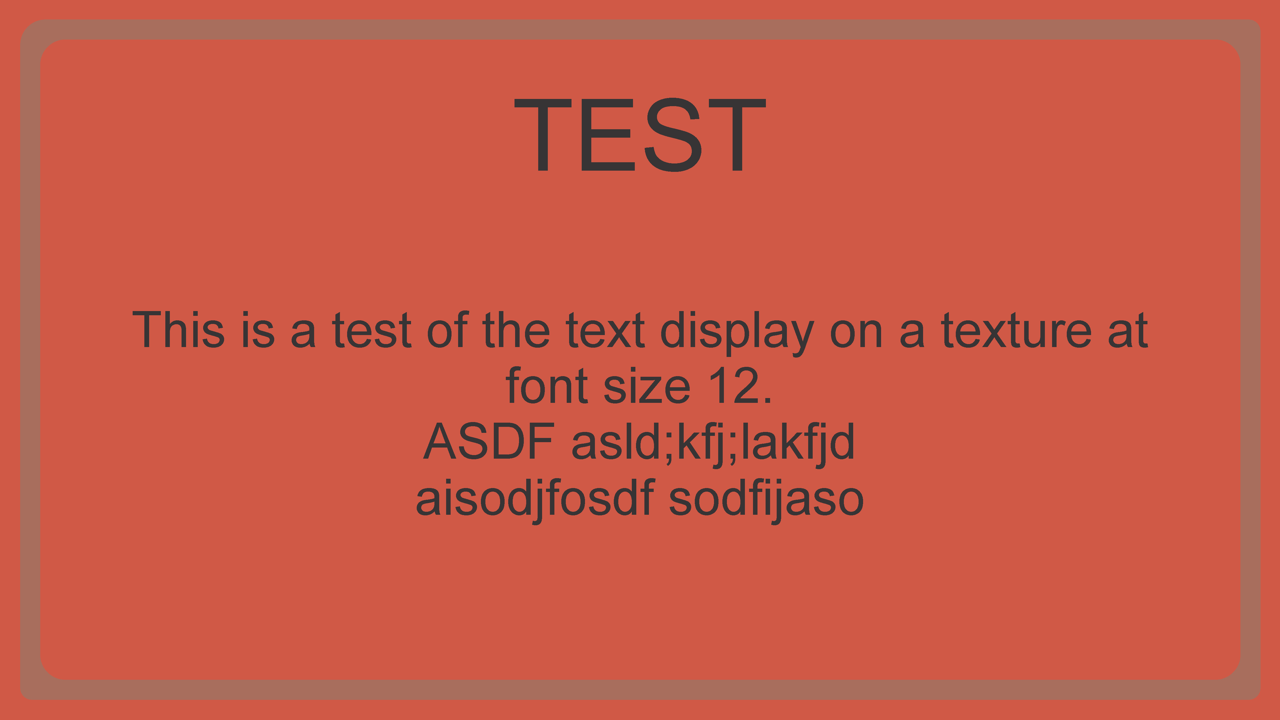 TEST
This is a test of the text display on a texture at
font size 12.
ASDF asld;kfj;lakfjd
aisodjfosdf sodfijaso